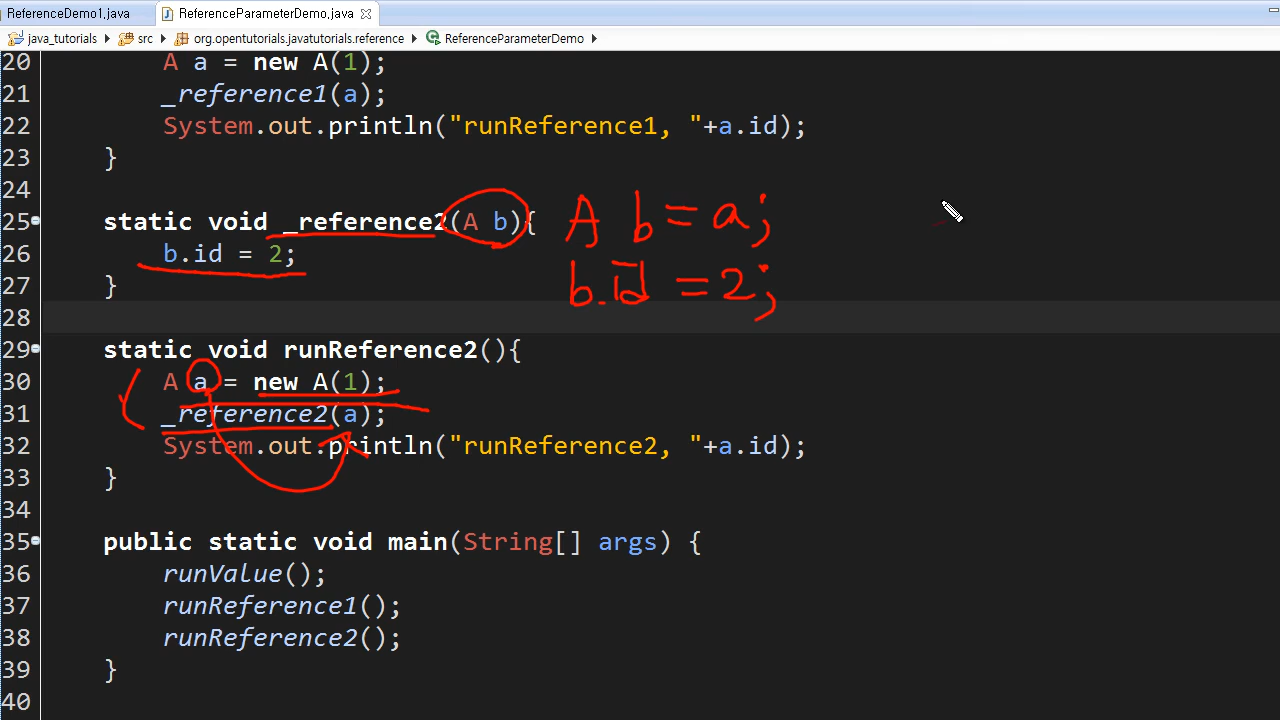 ReferenceDemo1.java ReferenceParameterDemo.java
java_tutorials src org.opentutorials.javatutorials.reference ReferenceParameterDemo
20 A a = new A(1);
21 _reference1(a);
22 System.out.println("runReference1, "+a.id);
23 }
24
25 static void _reference2(A b){ A b = a;
26 b.id = 2; b.id = 2;
27 }
28
29 static void runReference2(){
30 A a = new A(1);
31 _reference2(a);
32 System.out.println("runReference2, "+a.id);
33 }
34
35 public static void main(String[] args) {
36 runValue();
37 runReference1();
38 runReference2();
39 }
40